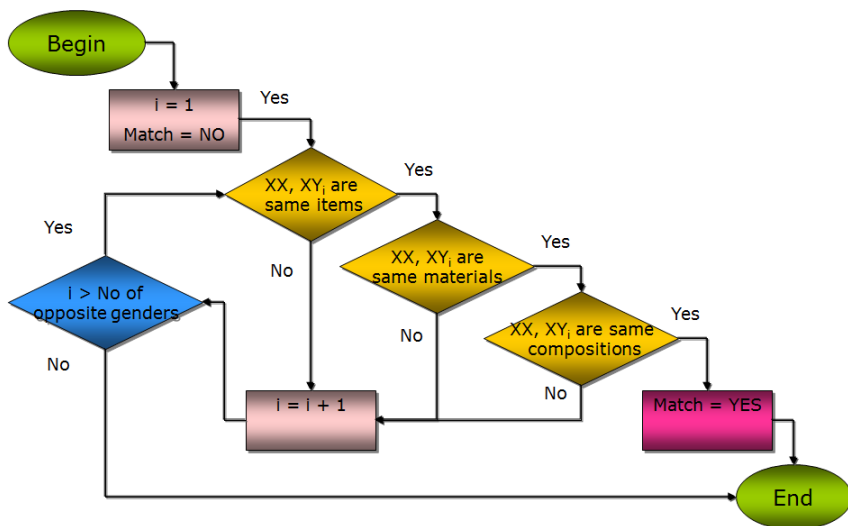 Begin
i = 1
Match = NO
Yes
XX, XYᵢ are
same items
Yes
Yes
XX, XYᵢ are
same materials
Yes
No
i > No of
opposite genders
No
XX, XYᵢ are same
compositions
Yes
No
No
i = i + 1
Match = YES
End